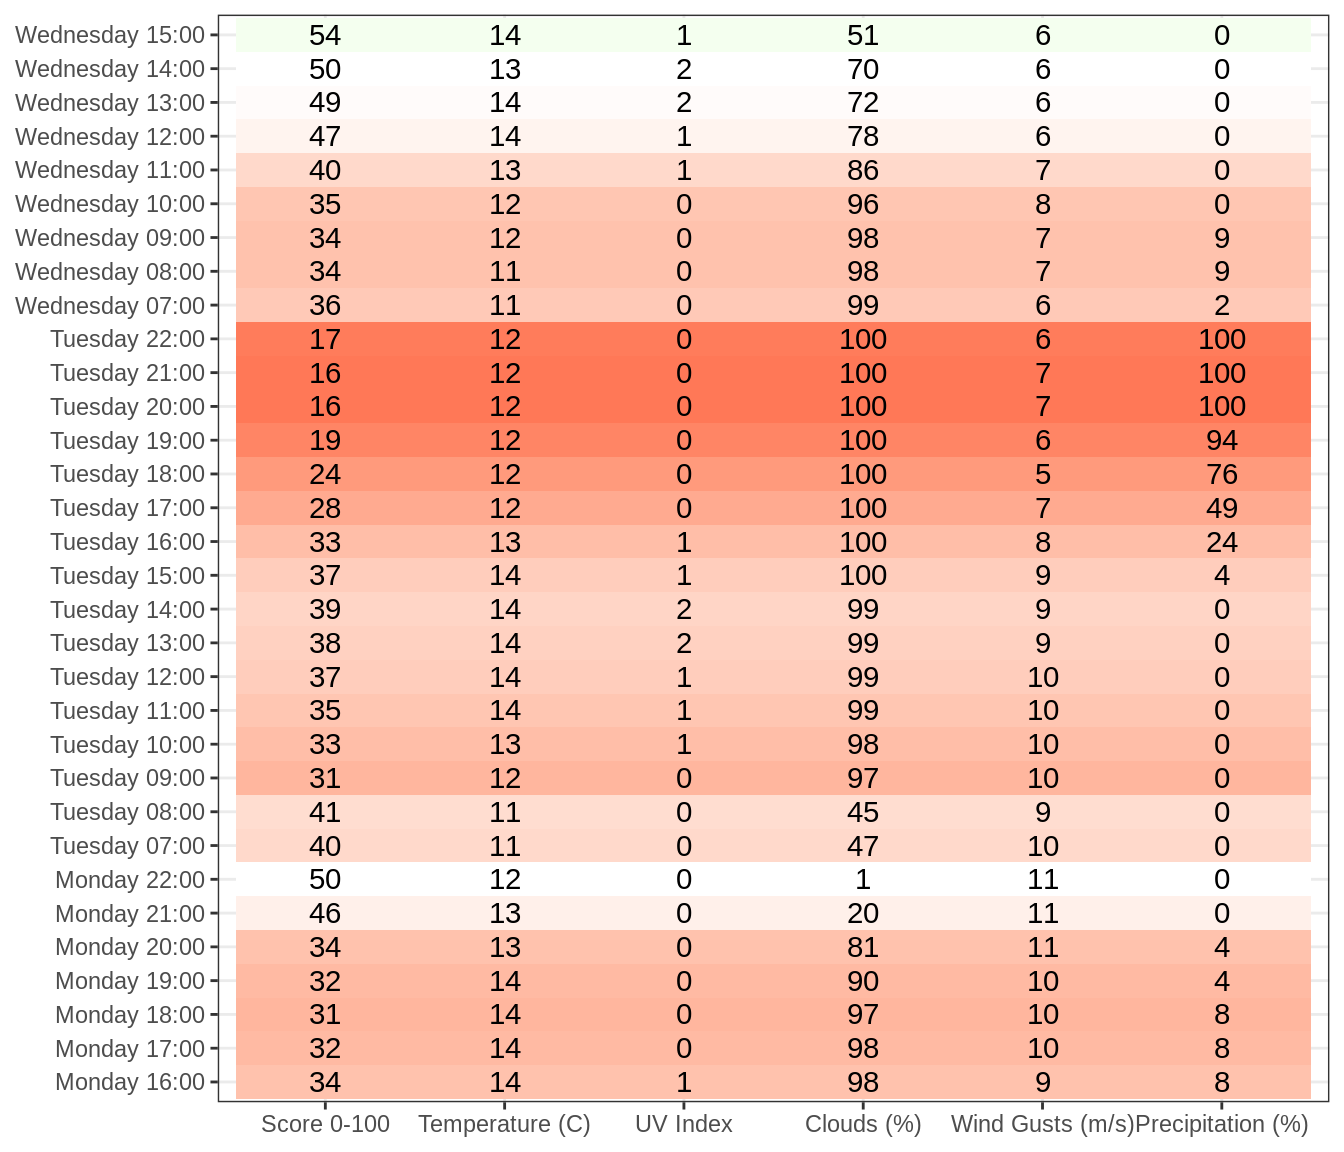 Wednesday 15:00 54 14 1 51 6 0
Wednesday 14:00 50 13 2 70 6 0
Wednesday 13:00 49 14 2 72 6 0
Wednesday 12:00 47 14 1 78 6 0
Wednesday 11:00 40 13 1 86 7 0
Wednesday 10:00 35 12 0 96 8 0
Wednesday 09:00 34 12 0 98 7 9
Wednesday 08:00 34 11 0 98 7 9
Wednesday 07:00 36 11 0 99 6 2
Tuesday 22:00 17 12 0 100 6 100
Tuesday 21:00 16 12 0 100 7 100
Tuesday 20:00 16 12 0 100 7 100
Tuesday 19:00 19 12 0 100 6 94
Tuesday 18:00 24 12 0 100 5 76
Tuesday 17:00 28 12 0 100 7 49
Tuesday 16:00 33 13 1 100 8 24
Tuesday 15:00 37 14 1 100 9 4
Tuesday 14:00 39 14 2 99 9 0
Tuesday 13:00 38 14 2 99 9 0
Tuesday 12:00 37 14 1 99 10 0
Tuesday 11:00 35 14 1 99 10 0
Tuesday 10:00 33 13 1 98 10 0
Tuesday 09:00 31 12 0 97 10 0
Tuesday 08:00 41 11 0 45 9 0
Tuesday 07:00 40 11 0 47 10 0
Monday 22:00 50 12 0 1 11 0
Monday 21:00 46 13 0 20 11 0
Monday 20:00 34 13 0 81 11 4
Monday 19:00 32 14 0 90 10 4
Monday 18:00 31 14 0 97 10 8
Monday 17:00 32 14 0 98 10 8
Monday 16:00 34 14 1 98 9 8
Score 0-100 Temperature (C) UV Index Clouds (%) Wind Gusts (m/s) Precipitation (%)